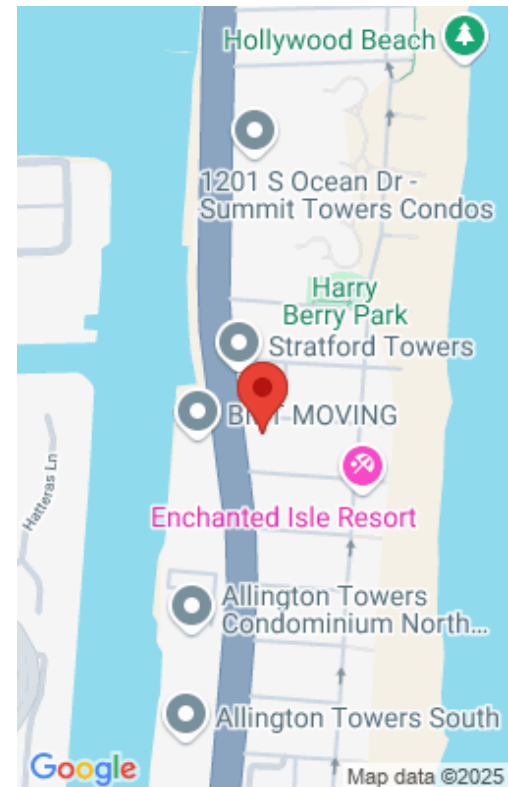 Hollywood Beach
1201 S Ocean Dr -
Summit Towers Condos
Harry
Berry Park
Stratford Towers
MOVING
Enchanted Isle Resort
Hatteras Ln
Allington Towers
Condominium North...
Allington Towers South
Google
Map data ©2025